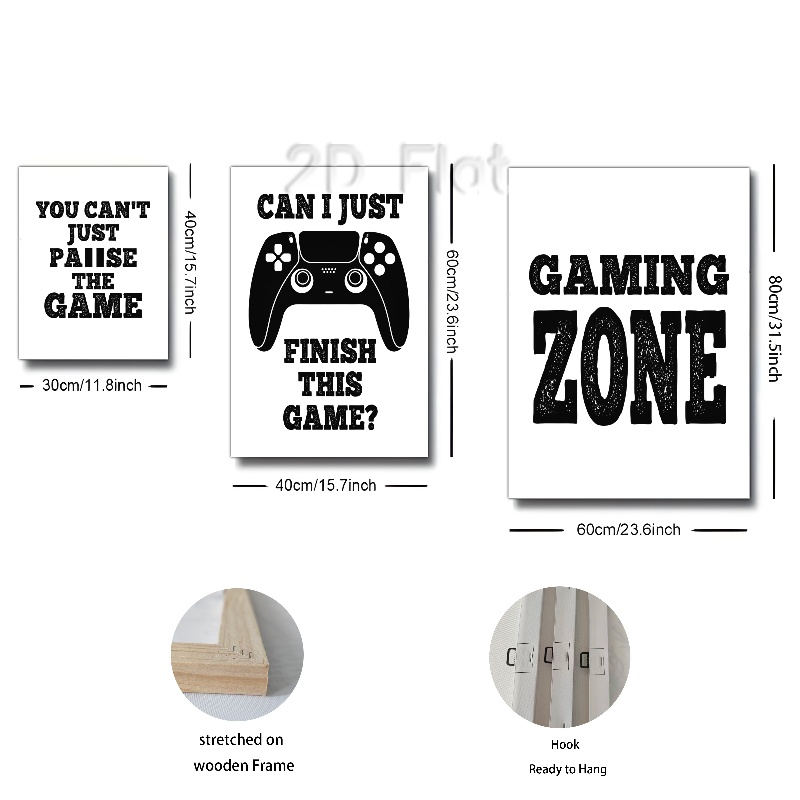 2D Flat
YOU CAN'T
JUST
PAIISE
THE
GAME
40cm/15.7inch
30cm/11.8inch
CAN I JUST
FINISH
THIS
GAME?
60cm/23.6inch
40cm/15.7inch
GAMING
ZONE
80cm/31.5inch
60cm/23.6inch
stretched on
wooden Frame
Hook
Ready to Hang